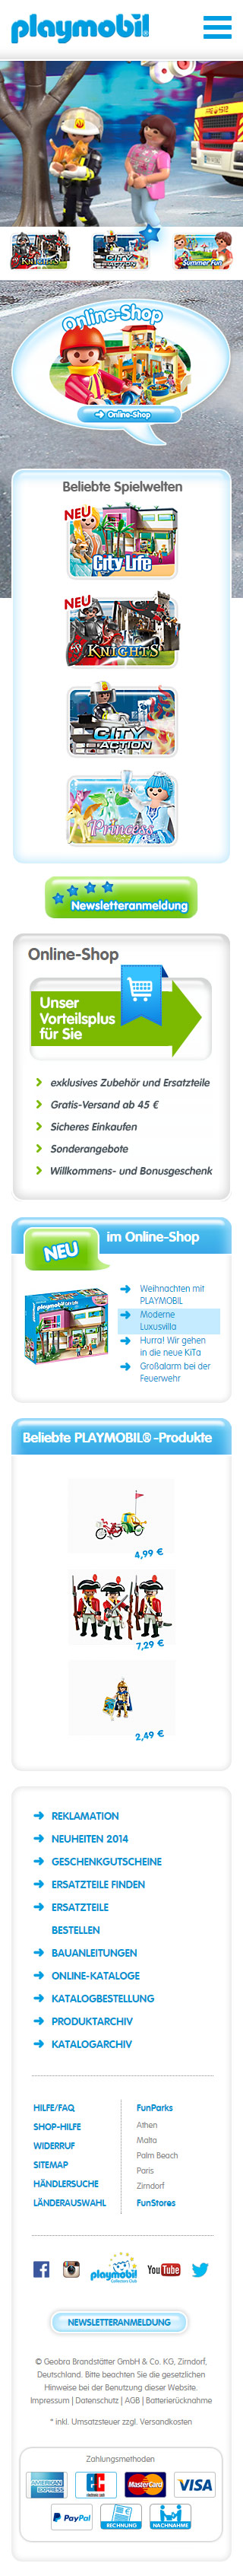 playmobil®
KNIGHTS
City
ACTION
Summer Fun
Online-Shop
Online-Shop
Beliebte Spielwelten
NEU
City Life
NEU
KNIGHTS
City
ACTION
Princess
Newsletteranmeldung
Online-Shop
Unser
Vorteilsplus
für Sie
exklusives Zubehör und Ersatzteile
Gratis-Versand ab 45 €
Sicheres Einkaufen
Sonderangebote
Willkommens- und Bonusgeschenk
NEU
im Online-Shop
Weihnachten mit
PLAYMOBIL
Moderne
Luxusvilla
Hurra! Wir gehen
in die neue KiTa
Großalarm bei der
Feuerwehr
Beliebte PLAYMOBIL®-Produkte
4,99 €
7,29 €
2,49 €
REKLAMATION
NEUHEITEN 2014
GESCHENKGUTSCHEINE
ERSATZTEILE FINDEN
ERSATZTEILE
BESTELLEN
BAUANLEITUNGEN
ONLINE-KATALOGE
KATALOGBESTELLUNG
PRODUKTARCHIV
KATALOGARCHIV
HILFE/FAQ
SHOP-HILFE
WIDERRUF
SITEMAP
HÄNDLERSUCHE
LÄNDERAUSWAHL
FunParks
Athen
Malta
Palm Beach
Paris
Zirndorf
FunStores
playmobil
Collectors Club
YouTube
NEWSLETTERANMELDUNG
© Geobra Brandstätter GmbH & Co. KG, Zirndorf,
Deutschland. Bitte beachten Sie die gesetzlichen
Hinweise bei der Benutzung dieser Website.
Impressum | Datenschutz | AGB | Batterierücknahme
* inkl. Umsatzsteuer zzgl. Versandkosten
Zahlungsmethoden
AMERICAN EXPRESS
EC
MasterCard
VISA
PayPal
RECHNUNG
NACHNAHME